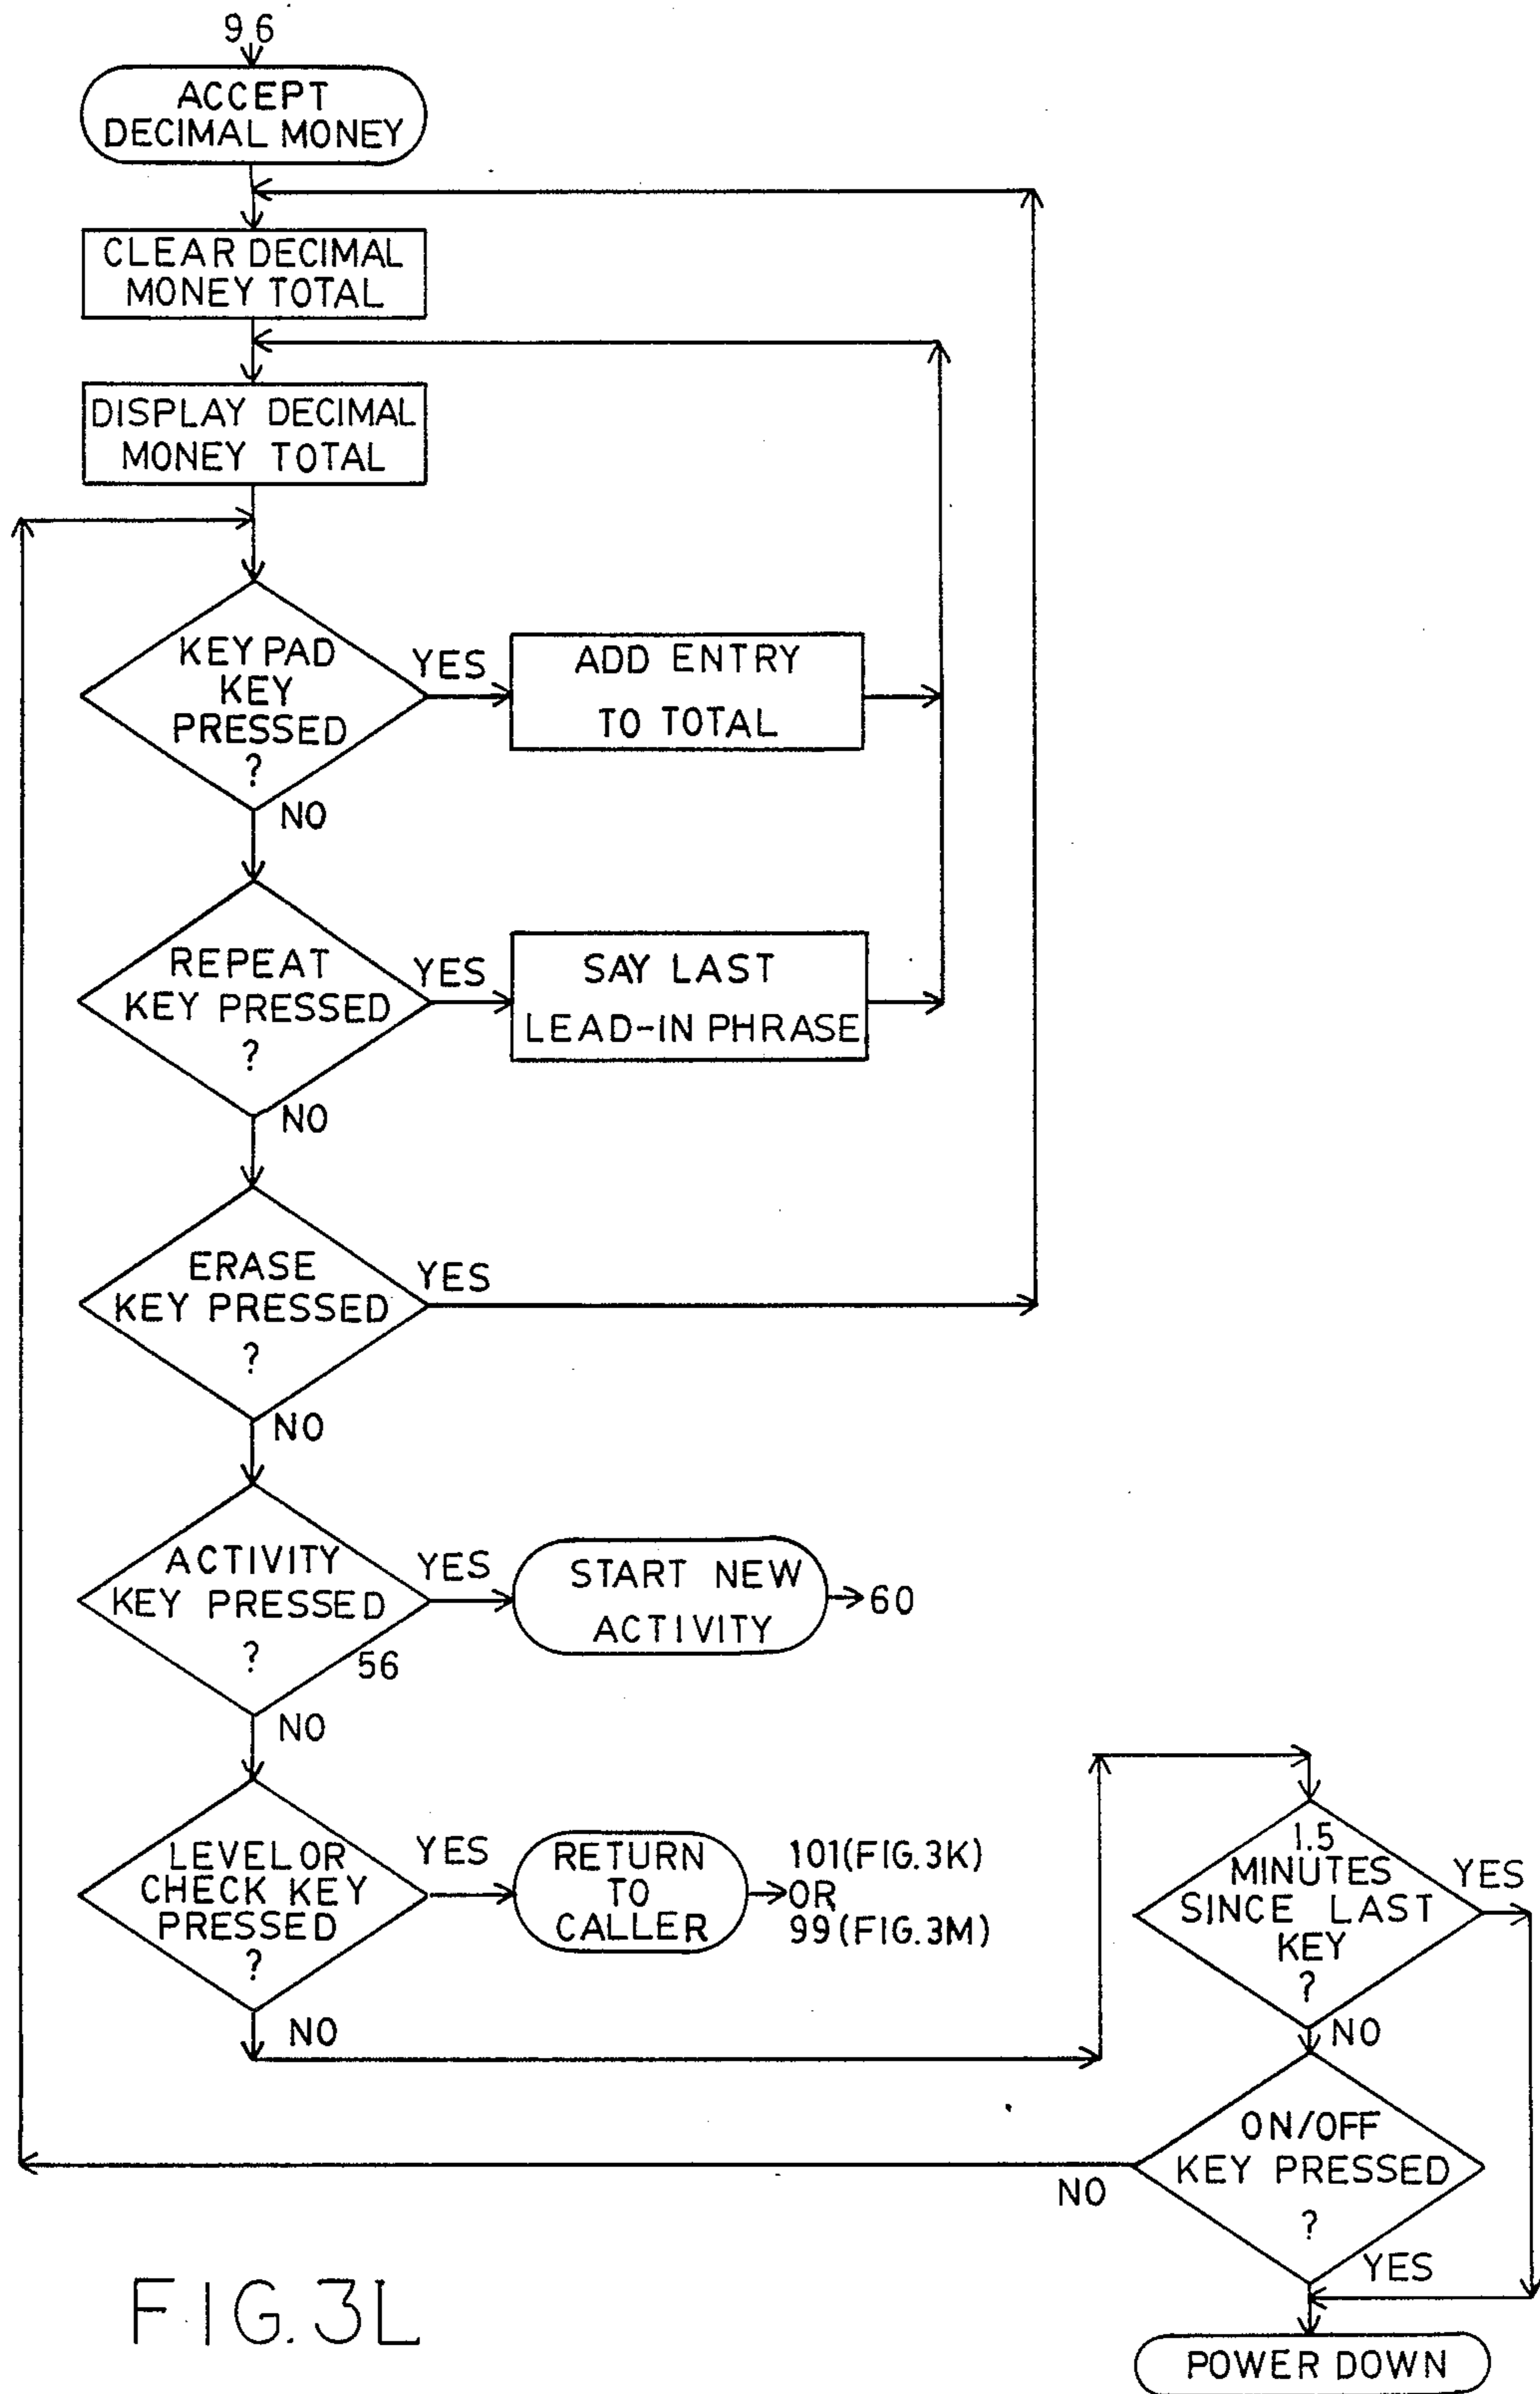 96
ACCEPT
DECIMAL MONEY
CLEAR DECIMAL
MONEY TOTAL
DISPLAY DECIMAL
MONEY TOTAL
KEYPAD
KEY
PRESSED
?
YES
ADD ENTRY
TO TOTAL
NO
REPEAT
KEY PRESSED
?
YES
SAY LAST
LEAD-IN PHRASE
NO
ERASE
KEY PRESSED
?
YES
NO
ACTIVITY
KEY PRESSED
?
56
YES
START NEW
ACTIVITY
60
NO
LEVEL OR
CHECK KEY
PRESSED
?
YES
RETURN
TO
CALLER
101(FIG.3K)
OR
99(FIG.3M)
NO
1.5
MINUTES
SINCE LAST
KEY
?
YES
NO
ON/OFF
KEY PRESSED
?
NO
YES
POWER DOWN
FIG.3L